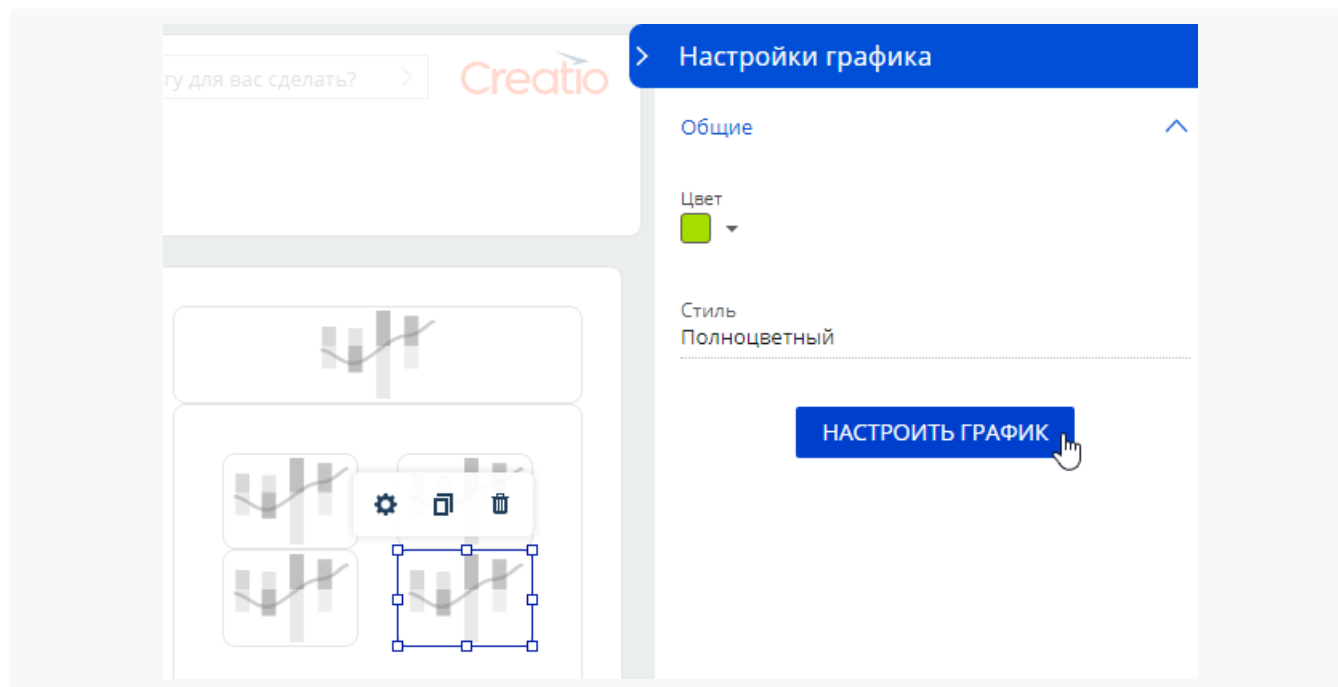 гу для вас сделать?
Creatio
Настройки графика
Общие
Цвет
Стиль
Полноцветный
НАСТРОИТЬ ГРАФИК